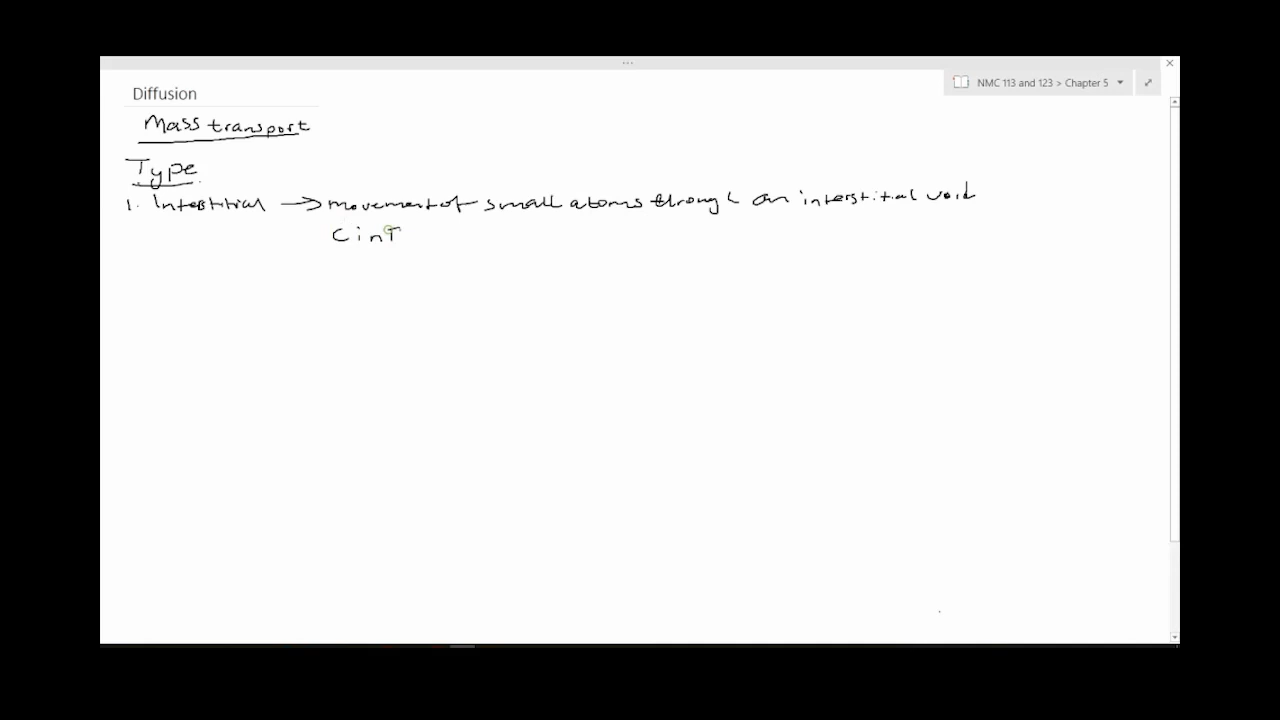 NMC 113 and 123 > Chapter 5
Diffusion
Mass transport
Type
1. Interstitial → movement of small atoms through an interstitial void
C in T